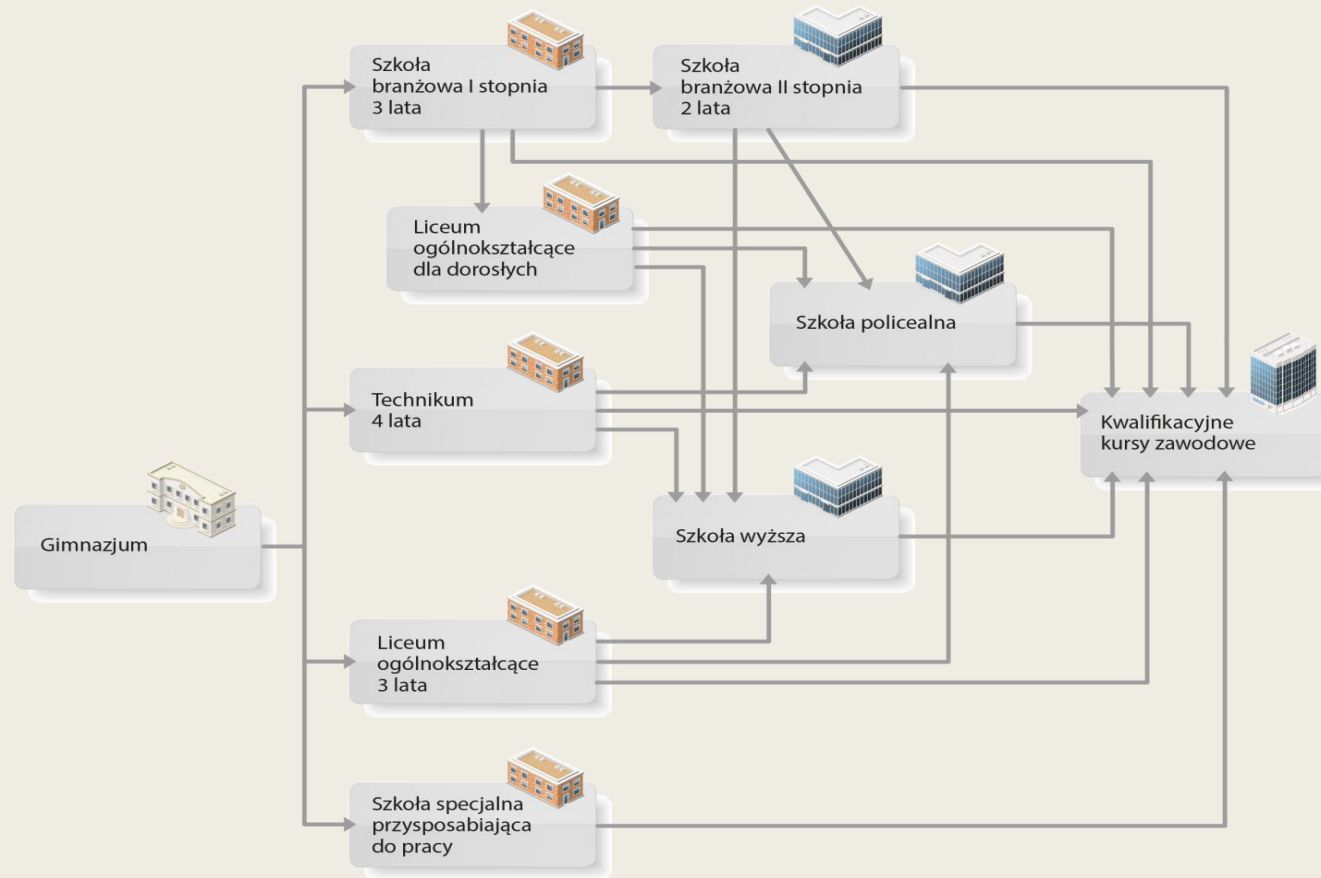 Szkoła
branżowa I stopnia
3 lata
Szkoła
branżowa II stopnia
2 lata
Liceum
ogólnokształcące
dla dorosłych
Szkoła policealna
Technikum
4 lata
Kwalifikacyjne
kursy zawodowe
Szkoła wyższa
Gimnazjum
Liceum
ogólnokształcące
3 lata
Szkoła specjalna
przysposabiająca
do pracy